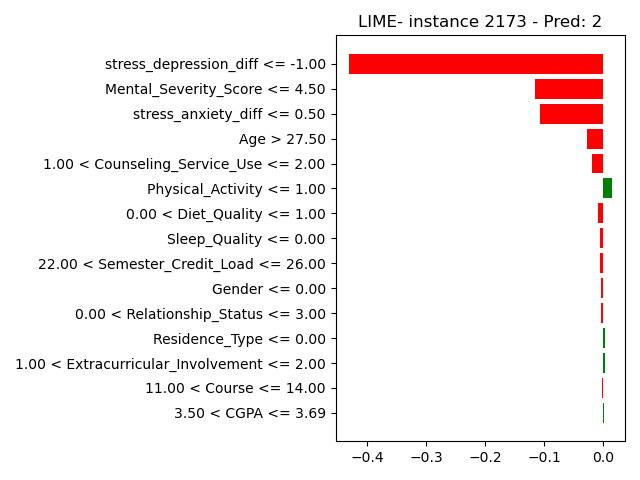 LIME- instance 2173 - Pred: 2
stress_depression_diff <= -1.00
Mental_Severity_Score <= 4.50
stress_anxiety_diff <= 0.50
Age > 27.50
1.00 < Counseling_Service_Use <= 2.00
Physical_Activity <= 1.00
0.00 < Diet_Quality <= 1.00
Sleep_Quality <= 0.00
22.00 < Semester_Credit_Load <= 26.00
Gender <= 0.00
0.00 < Relationship_Status <= 3.00
Residence_Type <= 0.00
1.00 < Extracurricular_Involvement <= 2.00
11.00 < Course <= 14.00
3.50 < CGPA <= 3.69
−0.4 −0.3 −0.2 −0.1 0.0